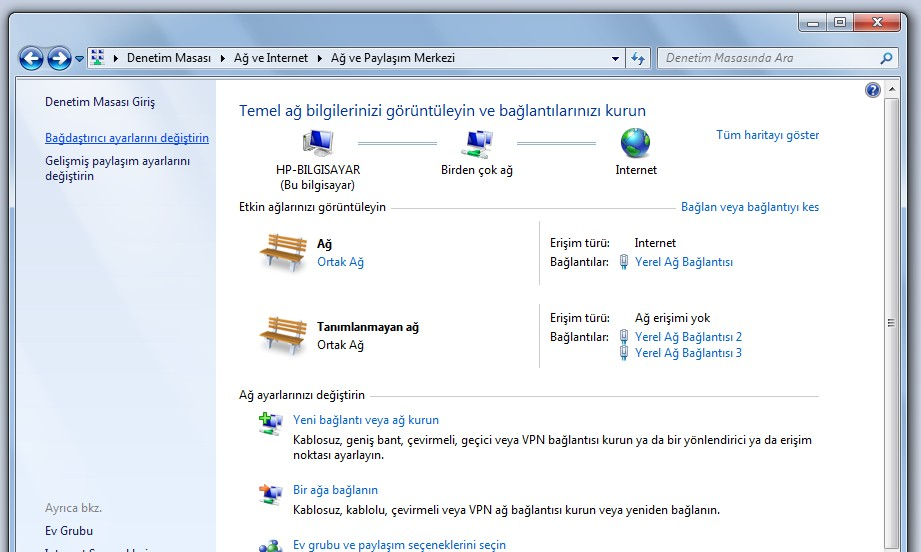 Denetim Masası
Ağ ve Internet
Ağ ve Paylaşım Merkezi
Denetim Masasında Ara
Denetim Masası Giriş
Bağdaştırıcı ayarlarını değiştirin
Gelişmiş paylaşım ayarlarını
değiştirin
Temel ağ bilgilerinizi görüntüleyin ve bağlantılarınızı kurun
Tüm haritayı göster
HP-BILGISAYAR
(Bu bilgisayar)
Birden çok ağ
Internet
Etkin ağlarınızı görüntüleyin
Bağlan veya bağlantıyı kes
Ağ
Ortak Ağ
Erişim türü: Internet
Bağlantılar: Yerel Ağ Bağlantısı
Tanımlanmayan ağ
Ortak Ağ
Erişim türü: Ağ erişimi yok
Bağlantılar: Yerel Ağ Bağlantısı 2
Yerel Ağ Bağlantısı 3
Ağ ayarlarınızı değiştirin
Yeni bağlantı veya ağ kurun
Kablosuz, geniş bant, çevirmeli, geçici veya VPN bağlantısı kurun ya da bir yönlendirici ya da erişim
noktası ayarlayın.
Bir ağa bağlanın
Kablosuz, kablolu, çevirmeli veya VPN ağ bağlantısı kurun veya yeniden bağlanın.
Ev grubu ve paylaşım seçeneklerini seçin
Ayrıca bkz.
Ev Grubu